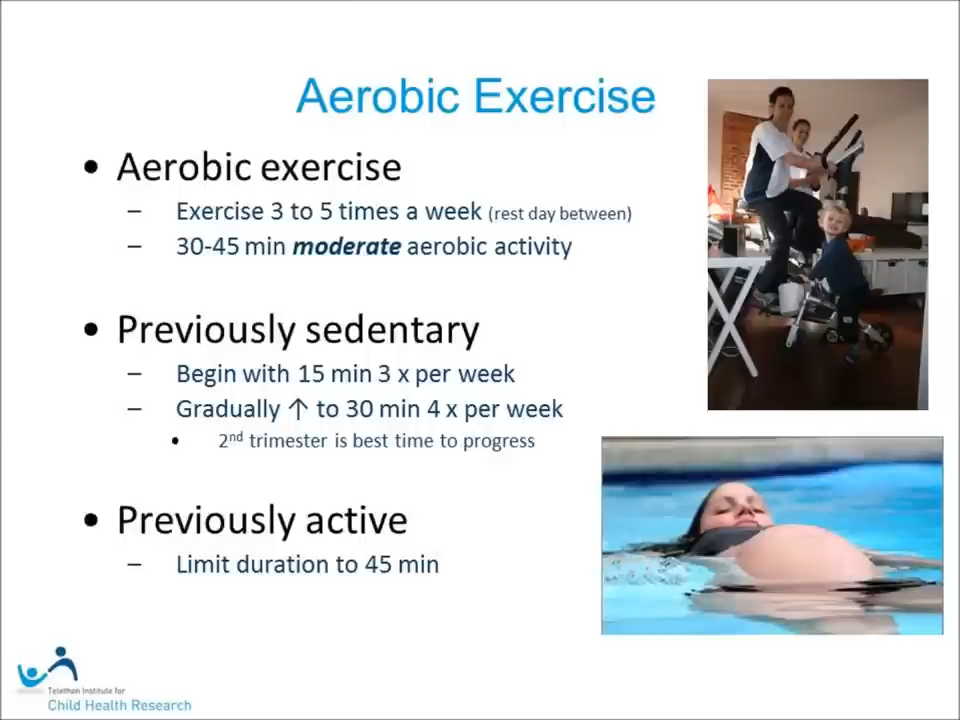 Aerobic Exercise
• Aerobic exercise
– Exercise 3 to 5 times a week (rest day between)
– 30-45 min moderate aerobic activity
• Previously sedentary
– Begin with 15 min 3 x per week
– Gradually ↑ to 30 min 4 x per week
• 2nd trimester is best time to progress
• Previously active
– Limit duration to 45 min
Telethon Institute for
Child Health Research